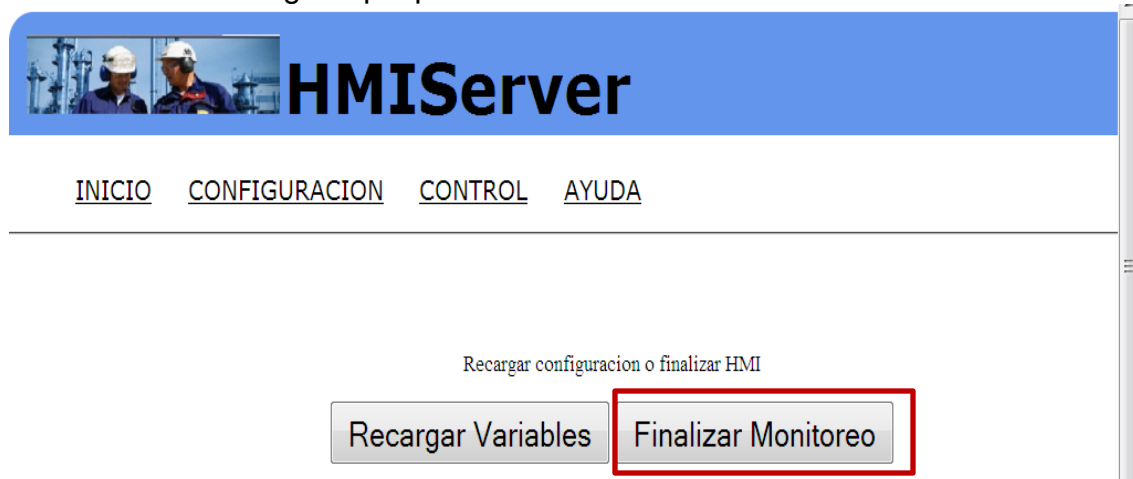 HMIServer
INICIO CONFIGURACION CONTROL AYUDA
Recargar configuracion o finalizar HMI
Recargar Variables Finalizar Monitoreo